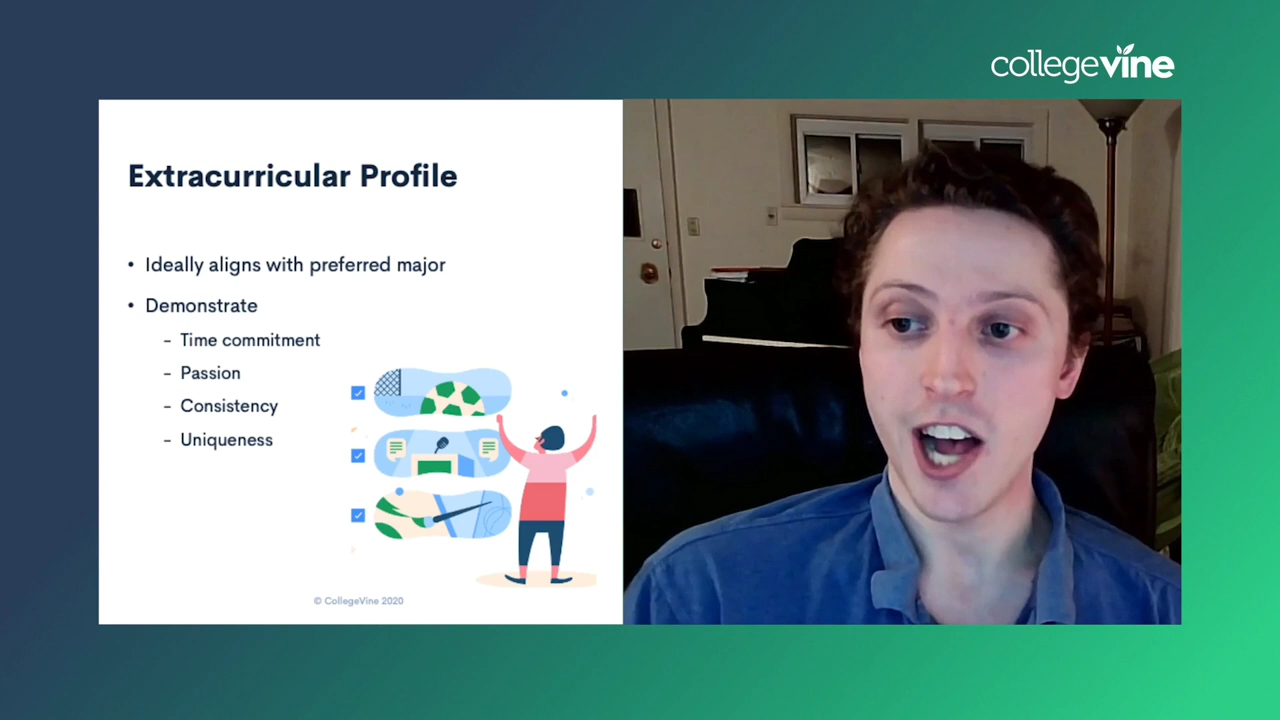 collegevine
Extracurricular Profile
• Ideally aligns with preferred major
• Demonstrate
– Time commitment
– Passion
– Consistency
– Uniqueness
© CollegeVine 2020